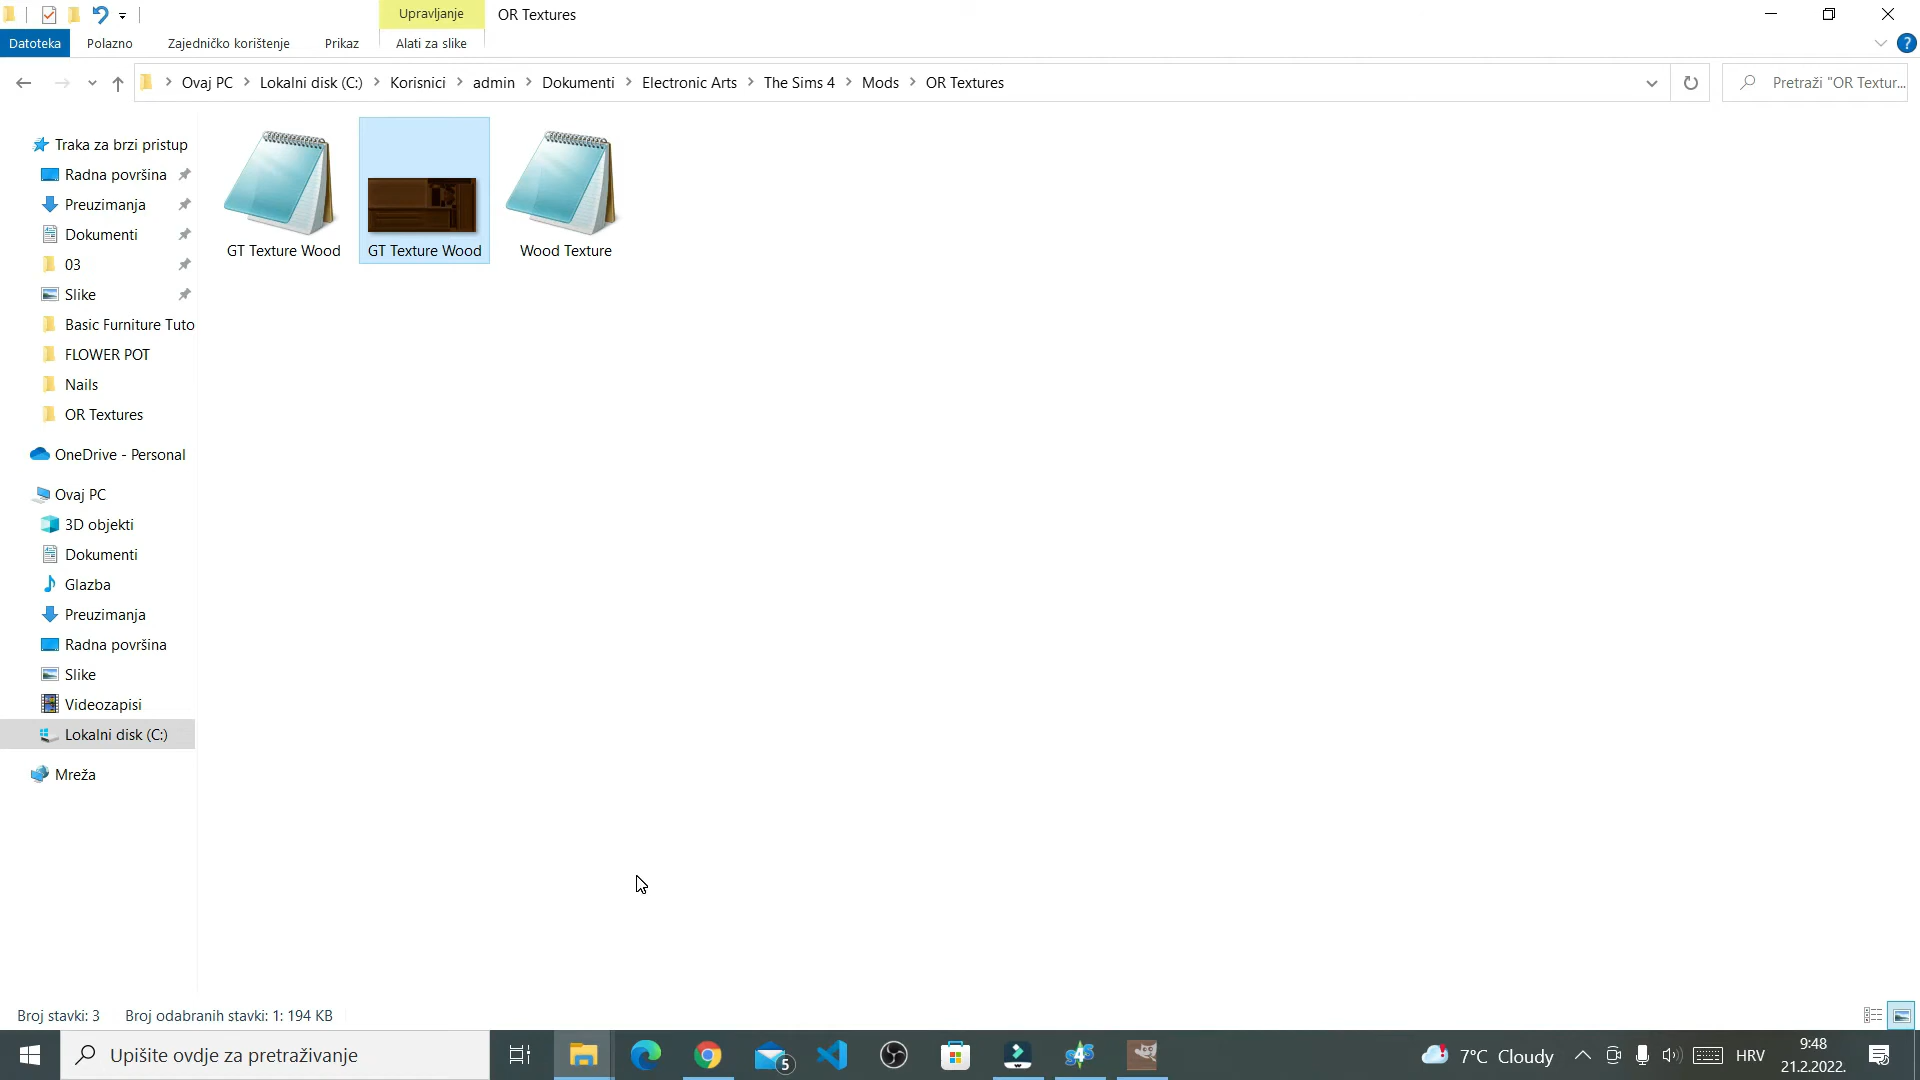 Upravljanje
OR Textures
Datoteka
Polazno
Zajedničko korištenje
Prikaz
Alati za slike
?
Ovaj PC
Lokalni disk (C:)
Korisnici
admin
Dokumenti
Electronic Arts
The Sims 4
Mods
OR Textures
Pretraži "OR Textur...
Traka za brzi pristup
Radna površina
Preuzimanja
Dokumenti
03
Slike
Basic Furniture Tuto
FLOWER POT
Nails
OR Textures
OneDrive - Personal
Ovaj PC
3D objekti
Dokumenti
Glazba
Preuzimanja
Radna površina
Slike
Videozapisi
Lokalni disk (C:)
Mreža
GT Texture Wood
GT Texture Wood
Wood Texture
Broj stavki: 3
Broj odabranih stavki: 1: 194 KB
Upišite ovdje za pretraživanje
5
S4S
7°C Cloudy
HRV
9:48
21.2.2022.